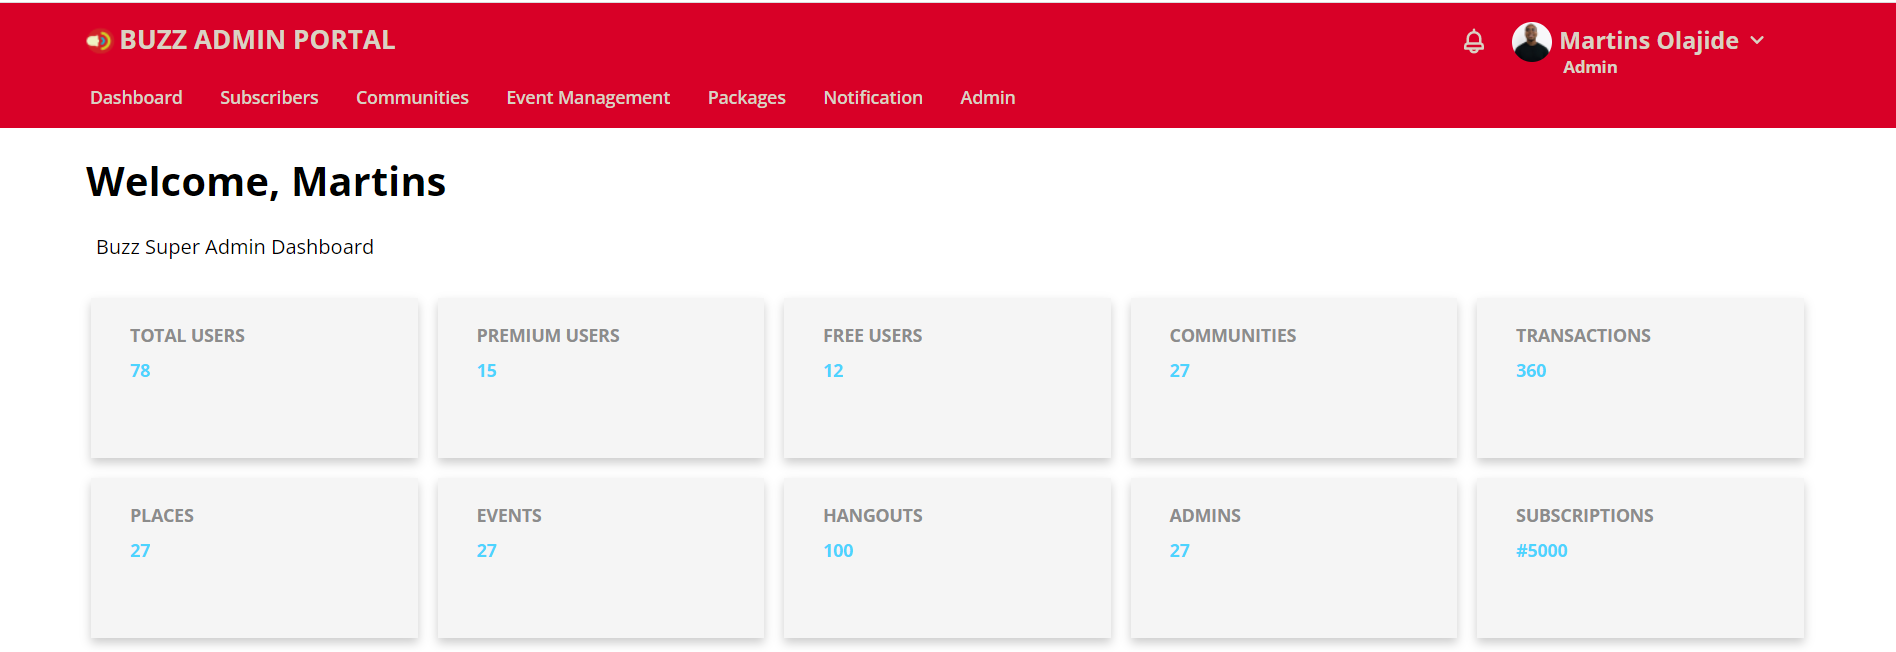 BUZZ ADMIN PORTAL
Martins Olajide
Admin
Dashboard Subscribers Communities Event Management Packages Notification Admin
Welcome, Martins
Buzz Super Admin Dashboard
TOTAL USERS PREMIUM USERS FREE USERS COMMUNITIES TRANSACTIONS
78 15 12 27 360
PLACES EVENTS HANGOUTS ADMINS SUBSCRIPTIONS
27 27 100 27 #5000